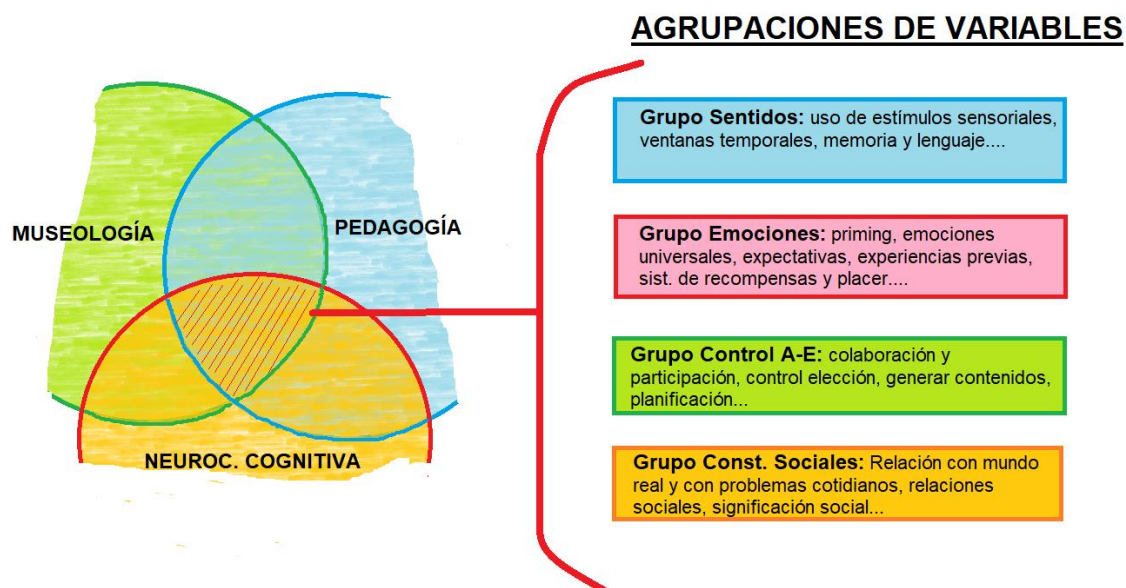 AGRUPACIONES DE VARIABLES
MUSEOLOGÍA
PEDAGOGÍA
NEUROC. COGNITIVA
Grupo Sentidos: uso de estímulos sensoriales,
ventanas temporales, memoria y lenguaje....
Grupo Emociones: priming, emociones
universales, expectativas, experiencias previas,
sist. de recompensas y placer....
Grupo Control A-E: colaboración y
participación, control elección, generar contenidos,
planificación...
Grupo Const. Sociales: Relación con mundo
real y con problemas cotidianos, relaciones
sociales, significación social...